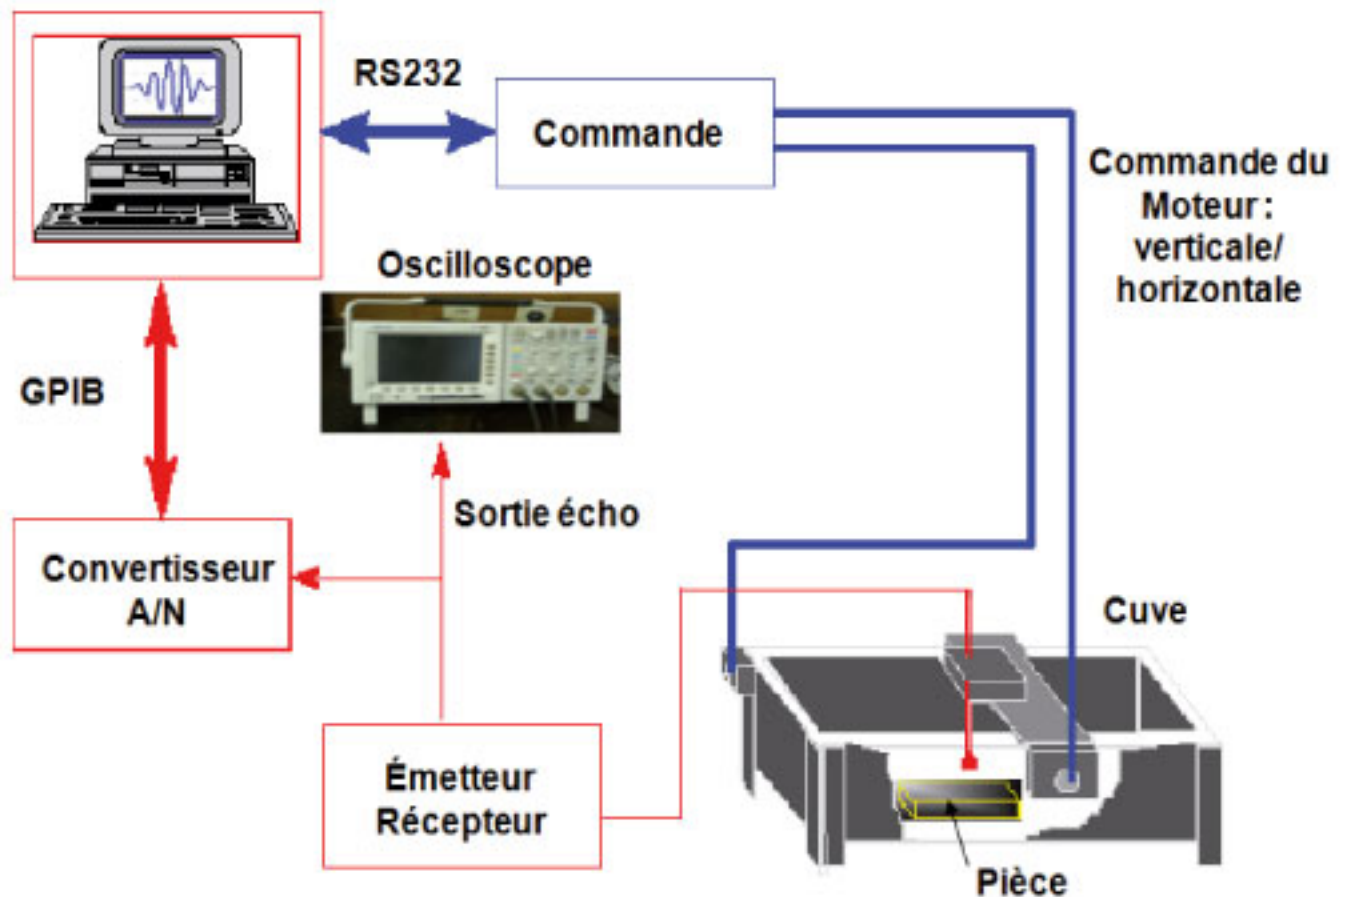 RS232
Commande
Commande du
Moteur :
verticale/
horizontale
Oscilloscope
GPIB
Sortie écho
Convertisseur
A/N
Cuve
Émetteur
Récepteur
Pièce